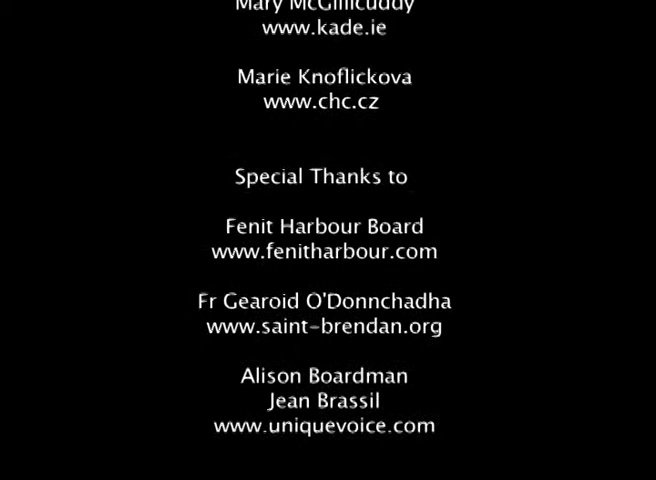 Mary McGillicuddy
www.kade.ie
Marie Knoflickova
www.chc.cz
Special Thanks to
Fenit Harbour Board
www.fenitharbour.com
Fr Gearoid O'Donnchadha
www.saint-brendan.org
Alison Boardman
Jean Brassil
www.uniquevoice.com